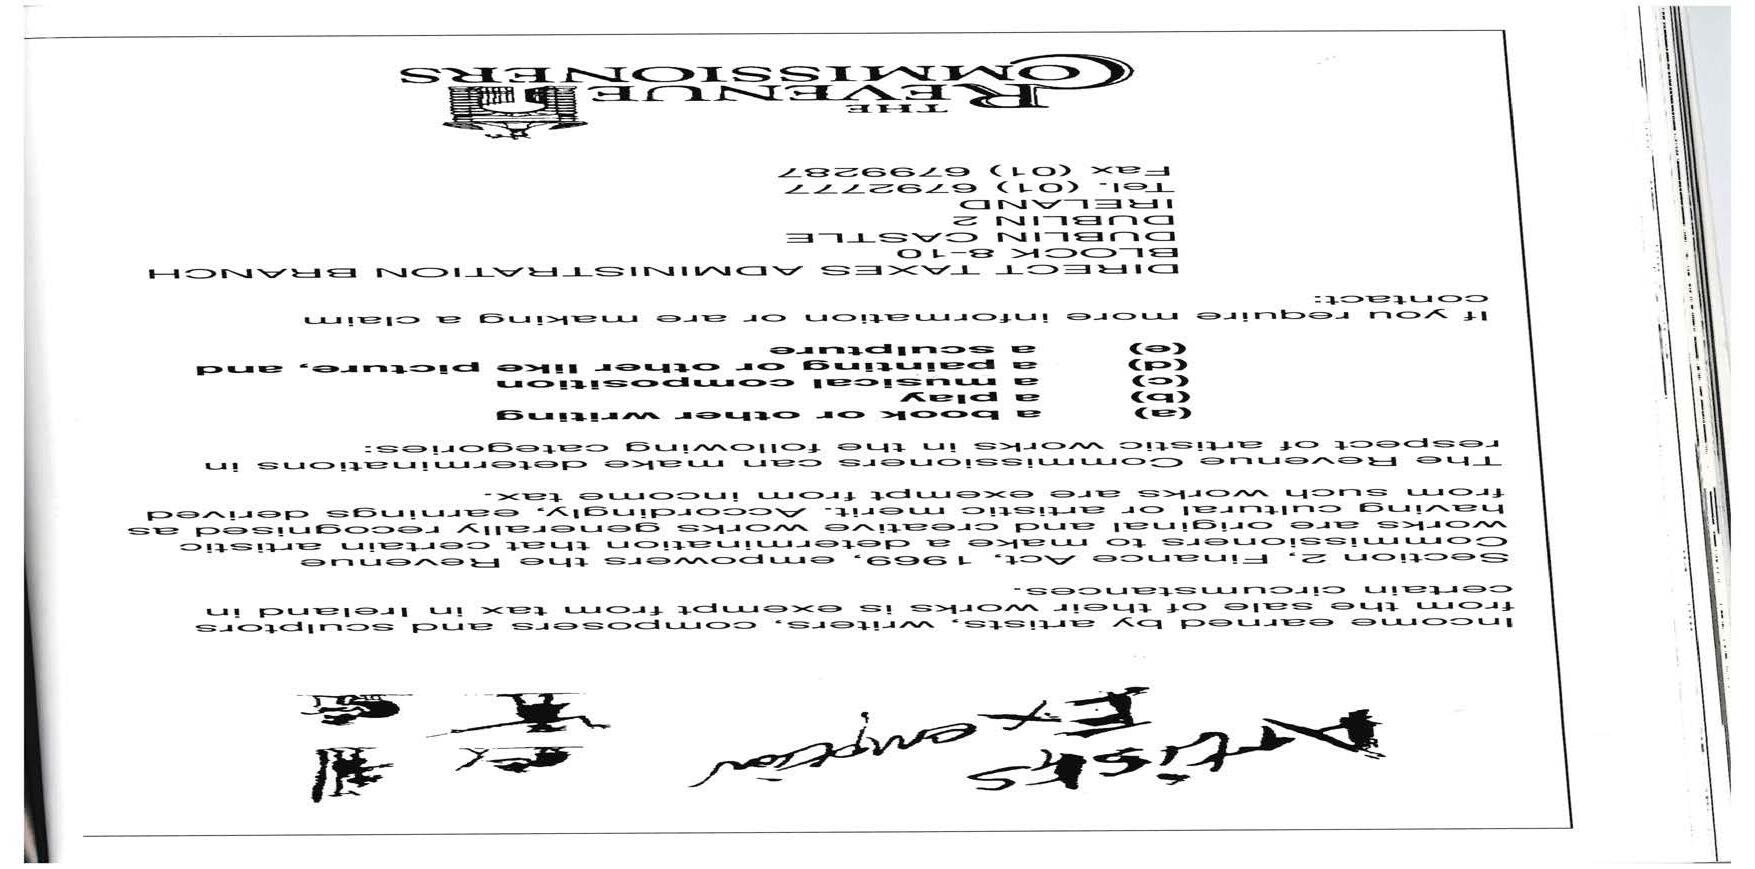 Artists
Exemption
Income earned by artists, writers, composers and sculptors
from the sale of their works is exempt from tax in Ireland in
certain circumstances.
Section 2, Finance Act, 1969, empowers the Revenue
Commissioners to make a determination that certain artistic
works are original and creative works generally recognised as
having cultural or artistic merit. Accordingly, earnings derived
from such works are exempt from income tax.
The Revenue Commissioners can make determinations in
respect of artistic works in the following categories:
(a) a book or other writing
(b) a play
(c) a musical composition
(d) a painting or other like picture, and
(e) a sculpture
If you require more information or are making a claim
contact:
DIRECT TAXES ADMINISTRATION BRANCH
BLOCK 8-10
DUBLIN CASTLE
DUBLIN 2
IRELAND
Tel. (01) 6792777
Fax (01) 6799287
THE
REVENUE
COMMISSIONERS